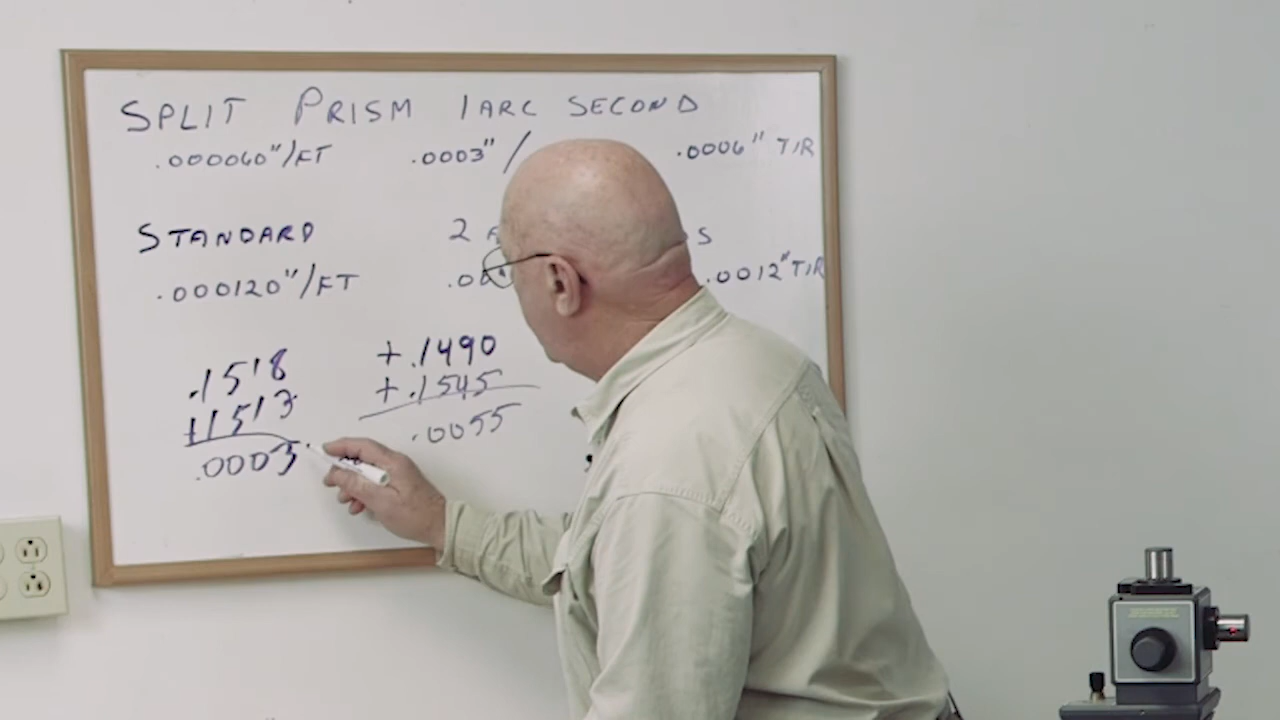 SPLIT PRISM 1 ARC SECOND
.000060"/FT .0003"/ .0006" TIR
STANDARD 2
.000120"/FT .0012" TIR
.1518 +.1490
+.1513 +.1545
.0003 .0055